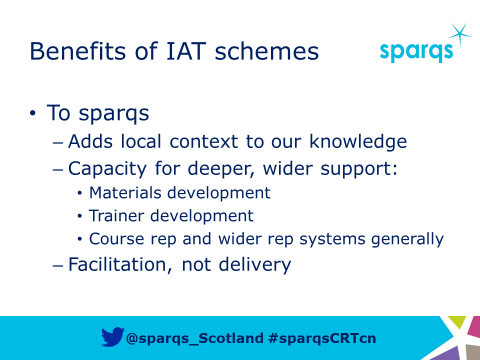 Benefits of IAT schemes
sparqs
• To sparqs
– Adds local context to our knowledge
– Capacity for deeper, wider support:
• Materials development
• Trainer development
• Course rep and wider rep systems generally
– Facilitation, not delivery
@sparqs_Scotland #sparqsCRTcn